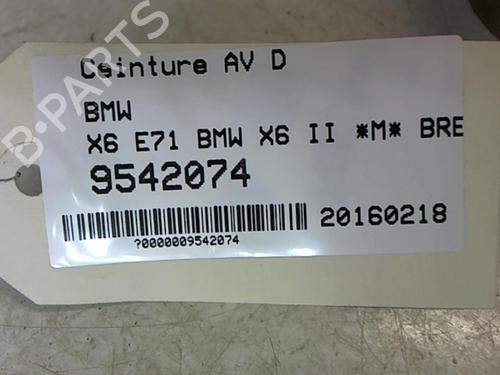 Ceinture AV D
BMW
X6 E71 BMW X6 II *M* BRE
9542074
20160218
?0000009542074
B-PARTS